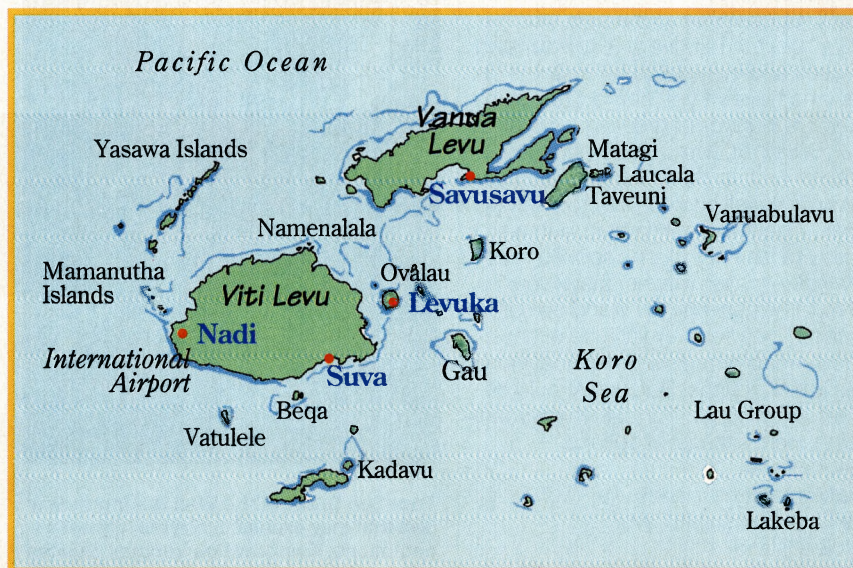 Pacific Ocean
Vanua
Levu
Yasawa Islands
Matagi
Laucala
Taveuni
Savusavu
Vanuabulavu
Namenalala
Koro
Mamanutha
Islands
Ovalau
Viti Levu
Levuka
Nadi
International
Airport
Suva
Gau
Koro
Sea
Beqa
Lau Group
Vatulele
Kadavu
Lakeba